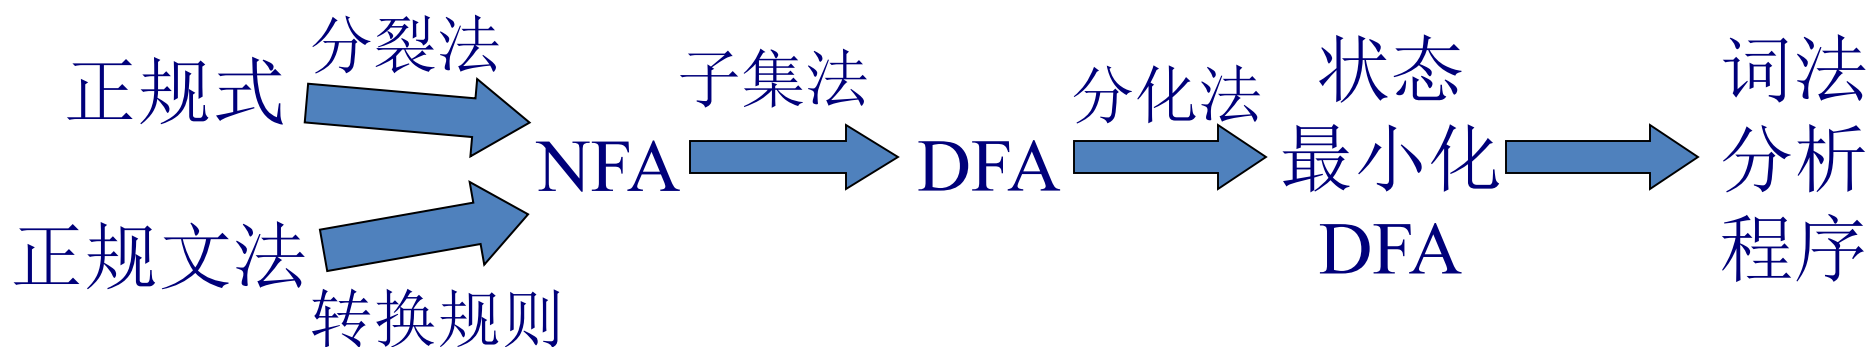 正规式
分裂法
正规文法
转换规则
NFA
子集法
DFA
分化法
状态
最小化
DFA
词法
分析
程序